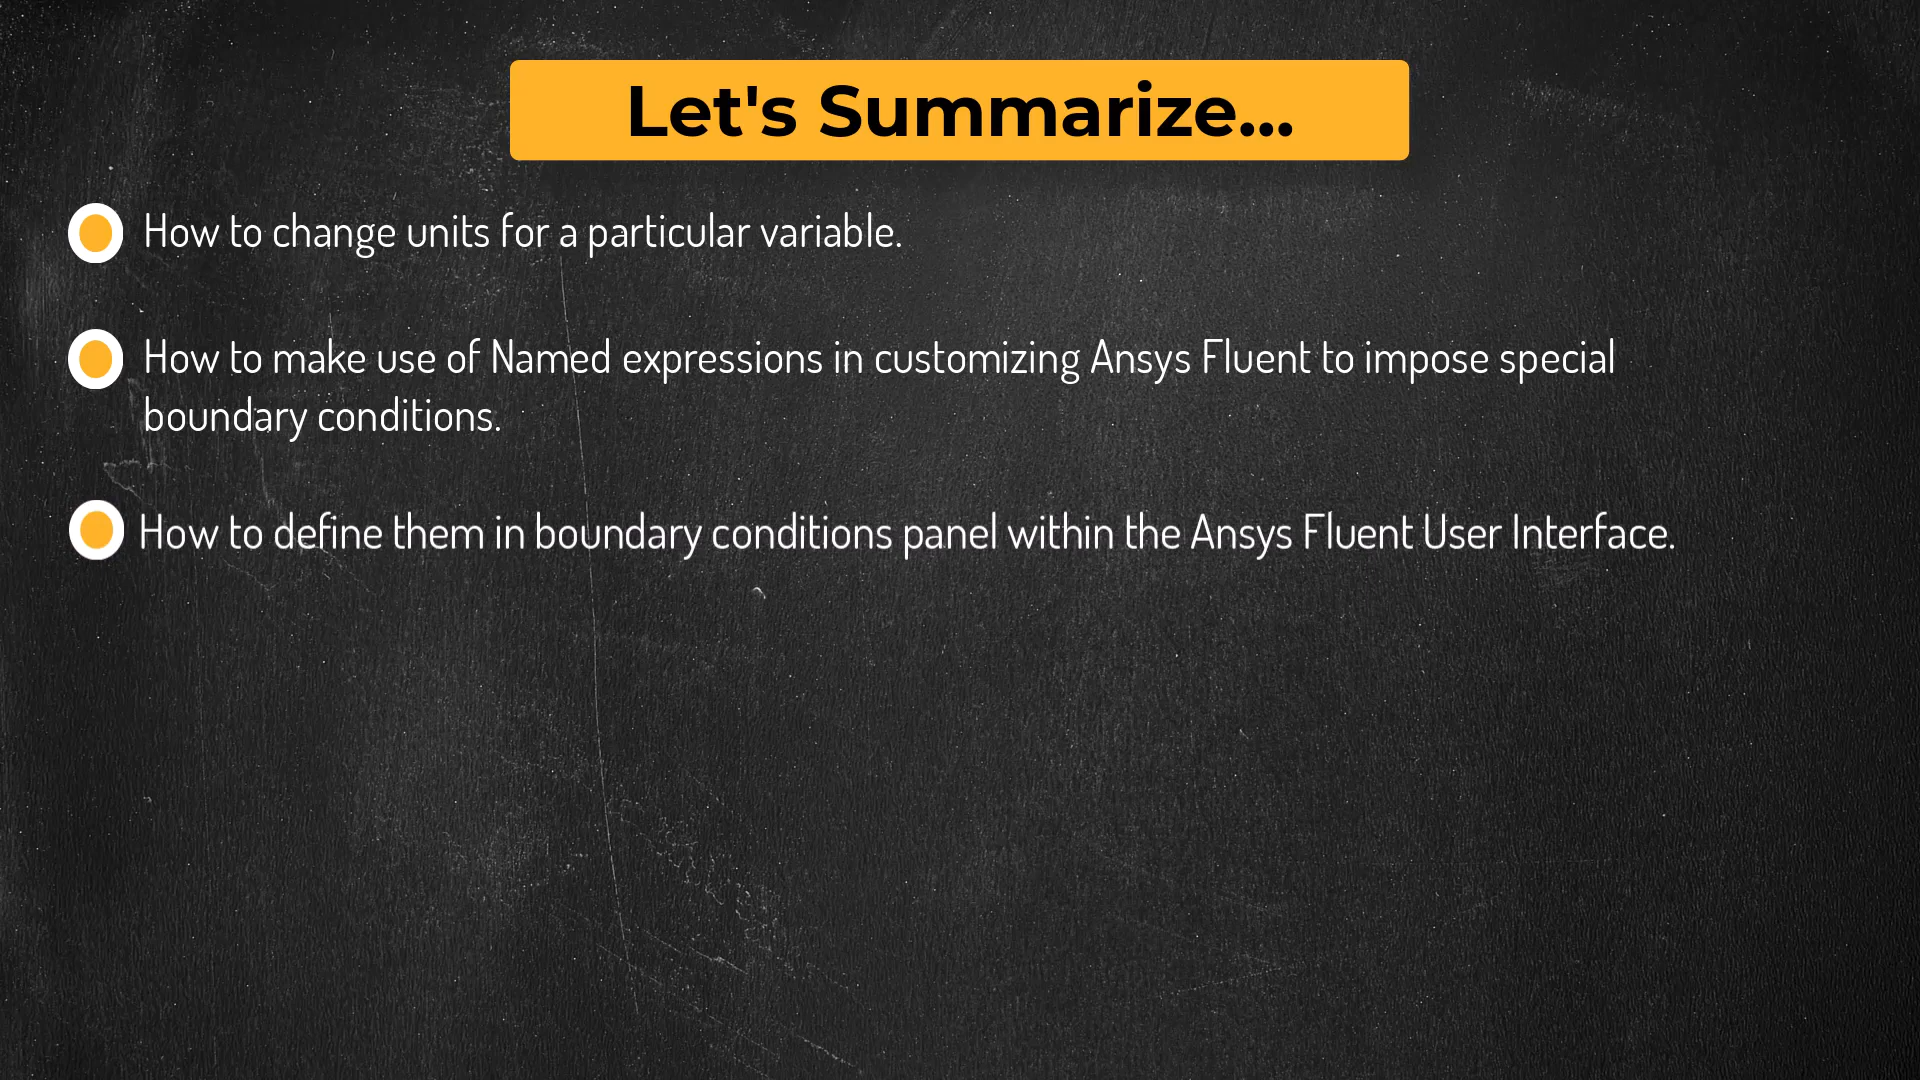 Let's Summarize...
How to change units for a particular variable.
How to make use of Named expressions in customizing Ansys Fluent to impose special
boundary conditions.
How to define them in boundary conditions panel within the Ansys Fluent User Interface.